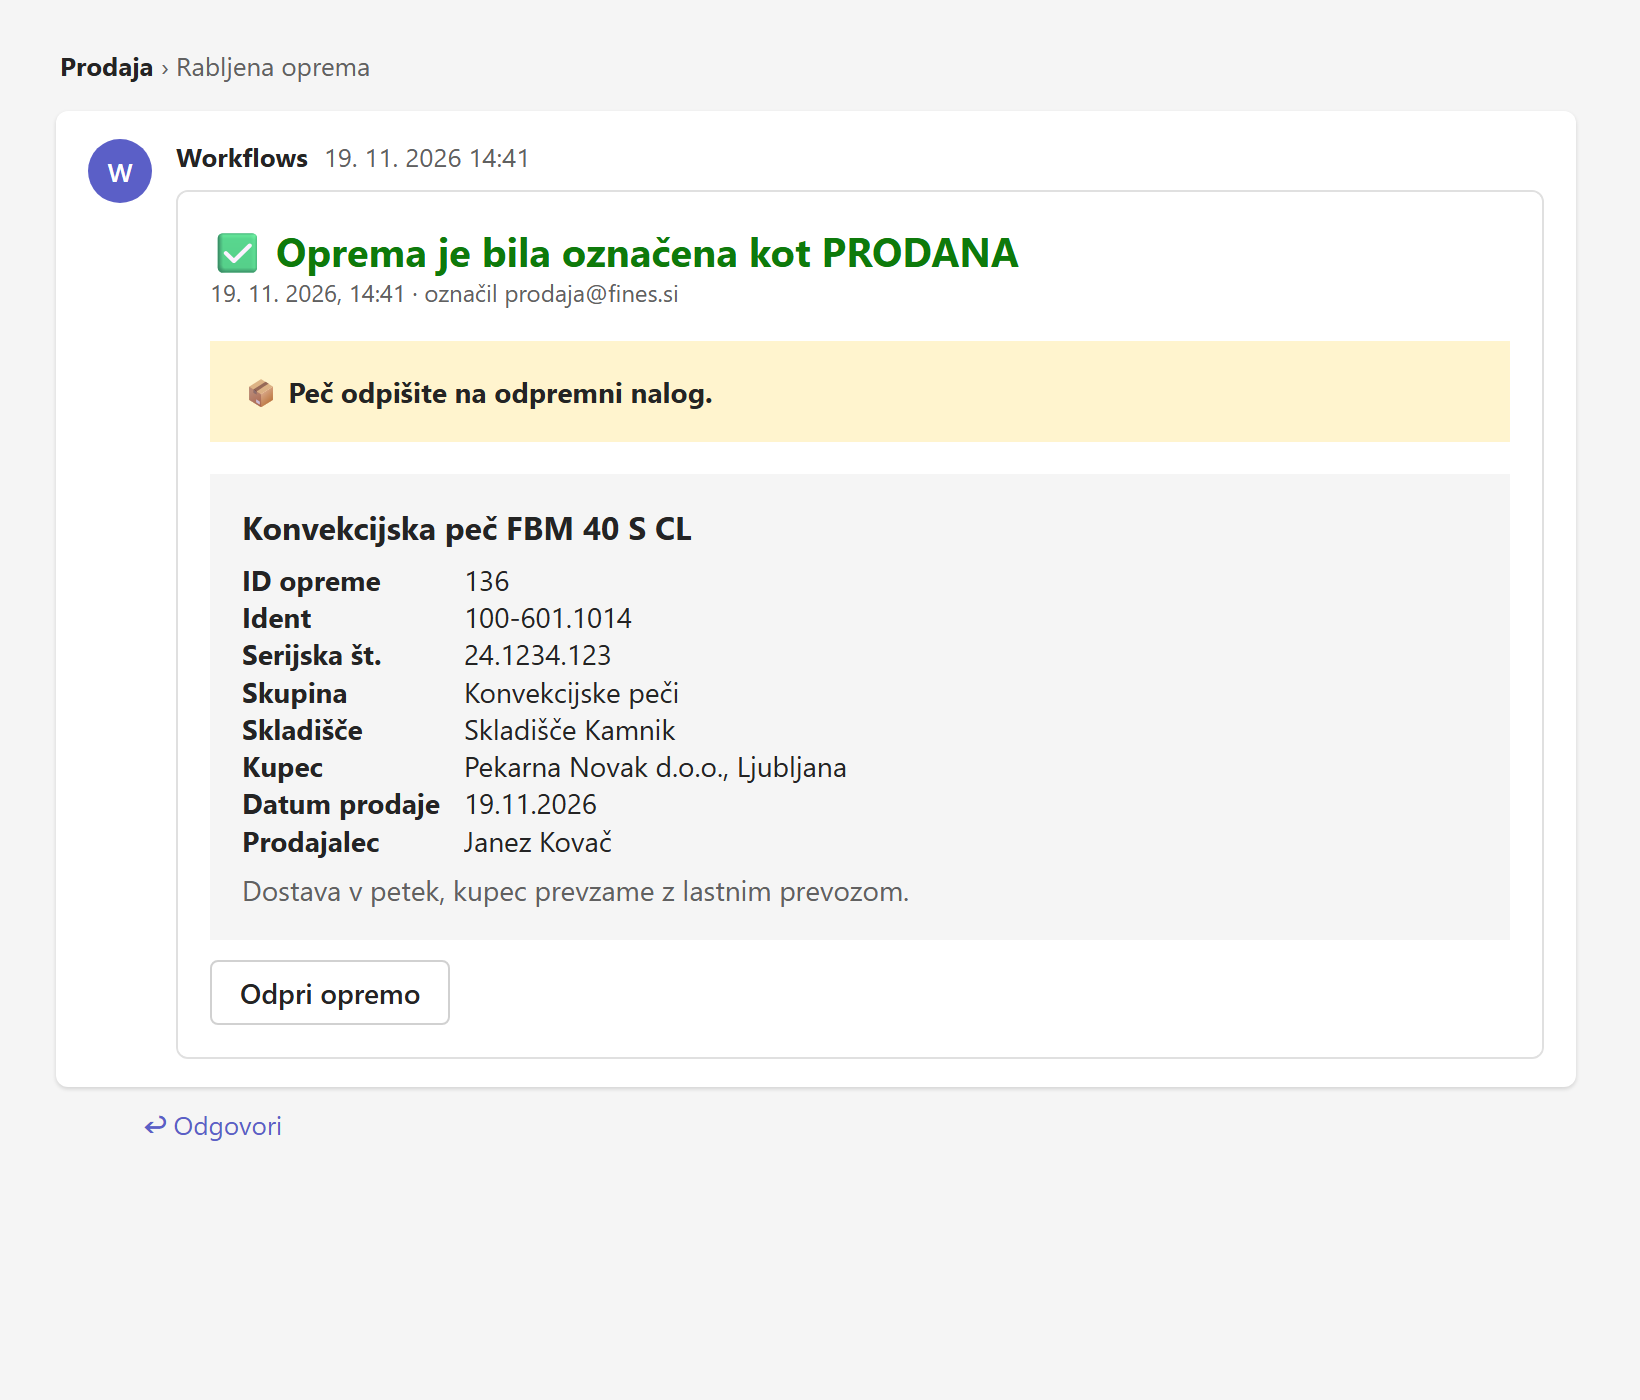 Prodaja › Rabljena oprema
W
Workflows 19. 11. 2026 14:41
✅ Oprema je bila označena kot PRODANA
19. 11. 2026, 14:41 · označil prodaja@fines.si
📦 Peč odpišite na odpremni nalog.
Konvekcijska peč FBM 40 S CL
ID opreme 136
Ident 100-601.1014
Serijska št. 24.1234.123
Skupina Konvekcijske peči
Skladišče Skladišče Kamnik
Kupec Pekarna Novak d.o.o., Ljubljana
Datum prodaje 19.11.2026
Prodajalec Janez Kovač
Dostava v petek, kupec prevzame z lastnim prevozom.
Odpri opremo
↩ Odgovori